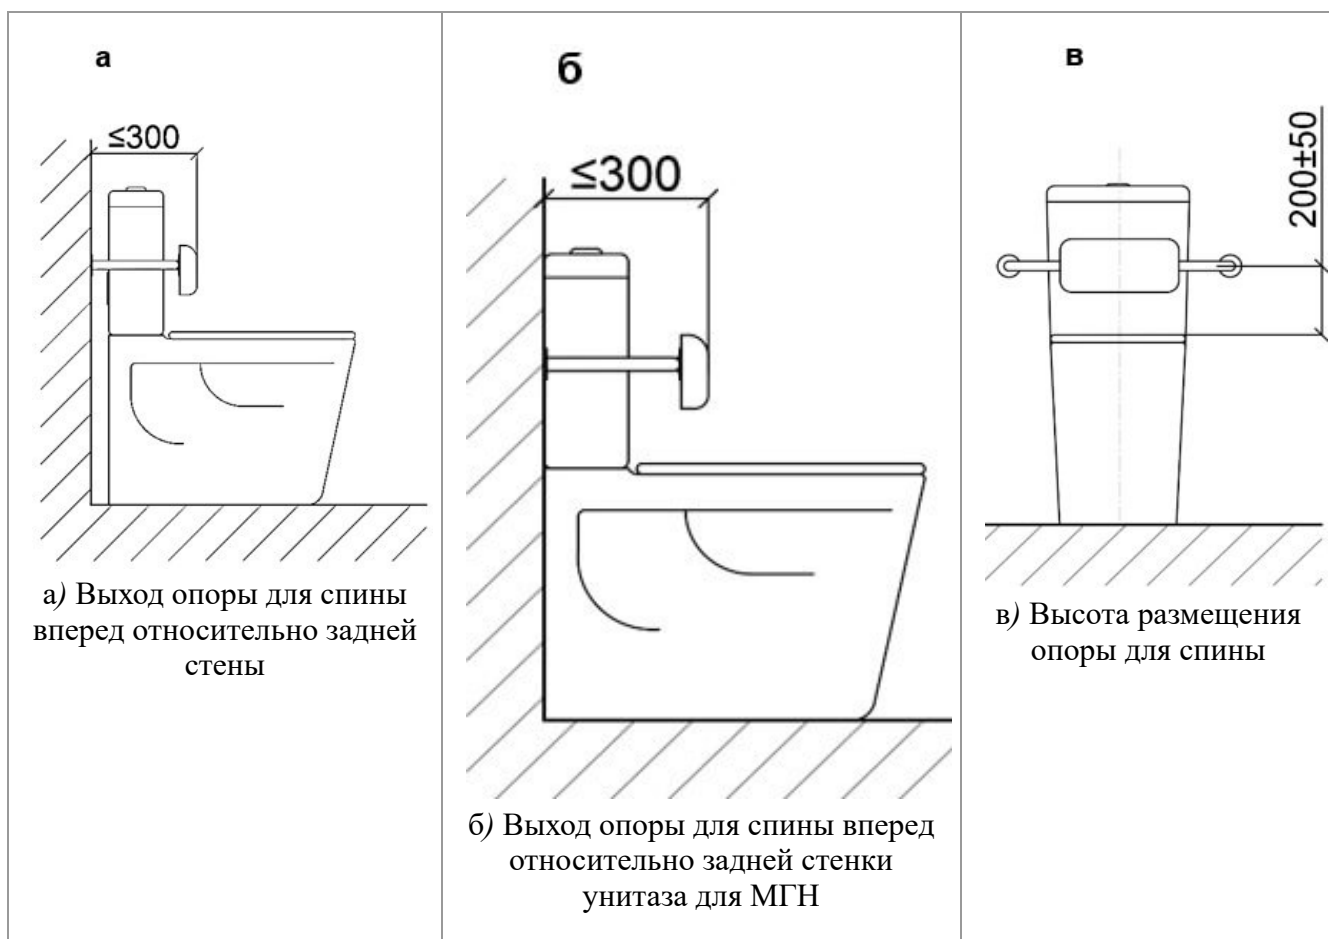 а
≤300
а) Выход опоры для спины
вперед относительно задней
стены
б
≤300
б) Выход опоры для спины вперед
относительно задней стенки
унитаза для МГН
в
200±50
в) Высота размещения
опоры для спины